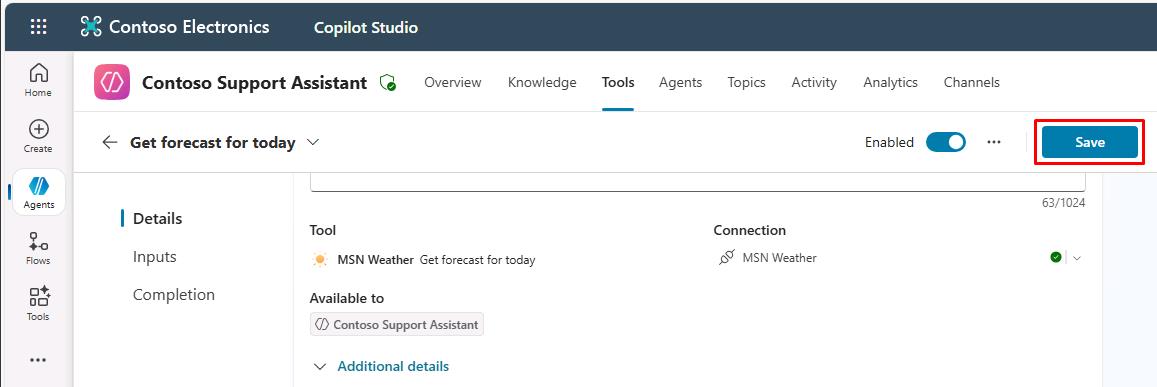 Contoso Electronics Copilot Studio
Home
Create
Agents
Flows
Tools
Contoso Support Assistant Overview Knowledge Tools Agents Topics Activity Analytics Channels
Get forecast for today Enabled ... Save
Details
Inputs
Completion
63/1024
Tool Connection
MSN Weather Get forecast for today MSN Weather
Available to
Contoso Support Assistant
Additional details